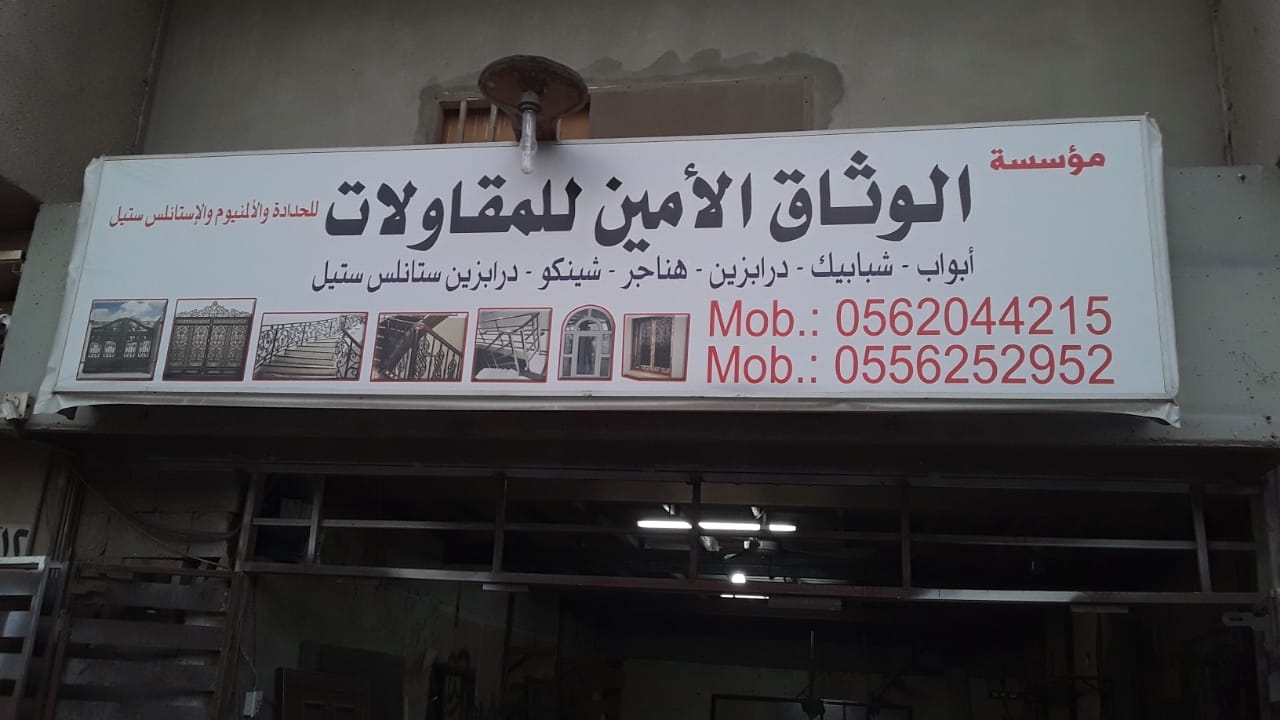 مؤسسة
الوثاق الأمين للمقاولات
للحدادة والألمنيوم والإستانلس ستيل
أبواب - شبابيك - درابزين - هناجر - شينكو - درابزين ستانلس ستيل
Mob.: 0562044215
Mob.: 0556252952